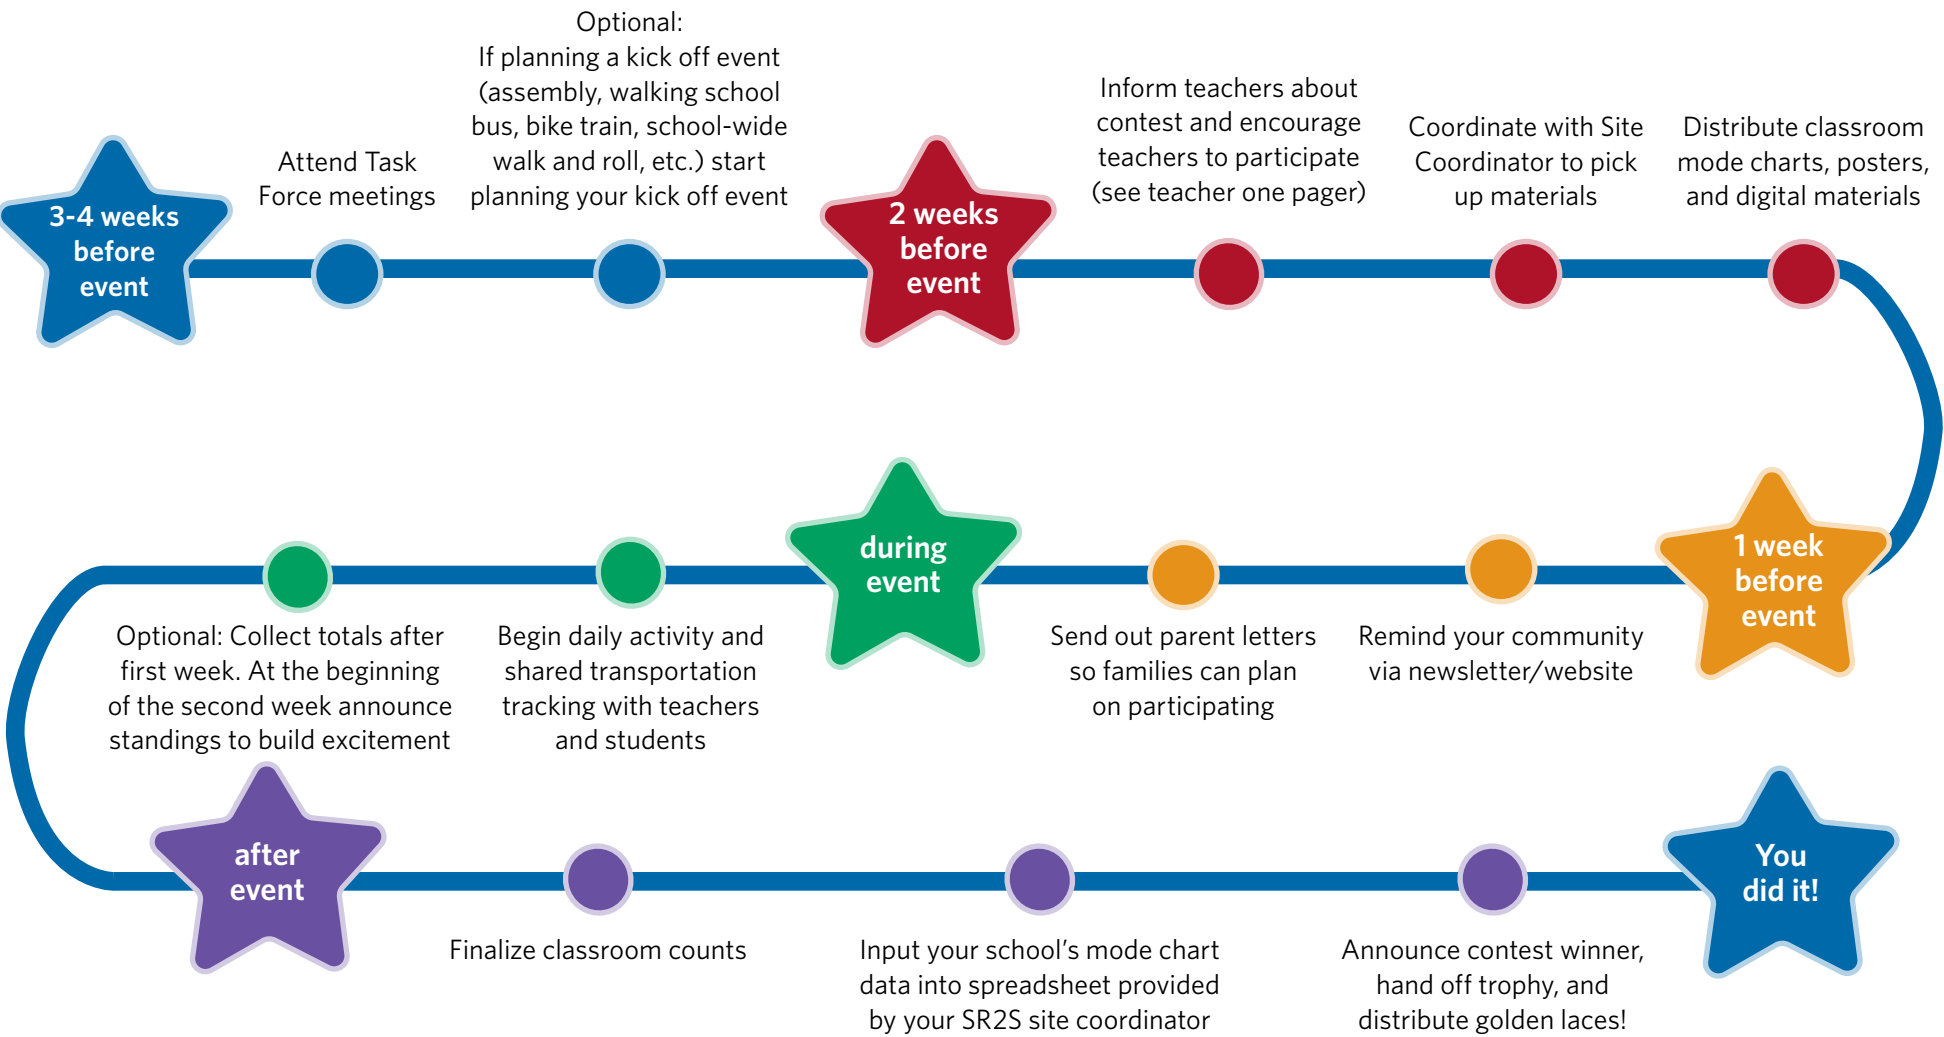 3-4 weeks
before
event
Attend Task
Force meetings
Optional:
If planning a kick off event
(assembly, walking school
bus, bike train, school-wide
walk and roll, etc.) start
planning your kick off event
2 weeks
before
event
Inform teachers about
contest and encourage
teachers to participate
(see teacher one pager)
Coordinate with Site
Coordinator to pick
up materials
Distribute classroom
mode charts, posters,
and digital materials
1 week
before
event
Remind your community
via newsletter/website
Send out parent letters
so families can plan
on participating
during
event
Begin daily activity and
shared transportation
tracking with teachers
and students
Optional: Collect totals after
first week. At the beginning
of the second week announce
standings to build excitement
after
event
Finalize classroom counts
Input your school’s mode chart
data into spreadsheet provided
by your SR2S site coordinator
Announce contest winner,
hand off trophy, and
distribute golden laces!
You
did it!